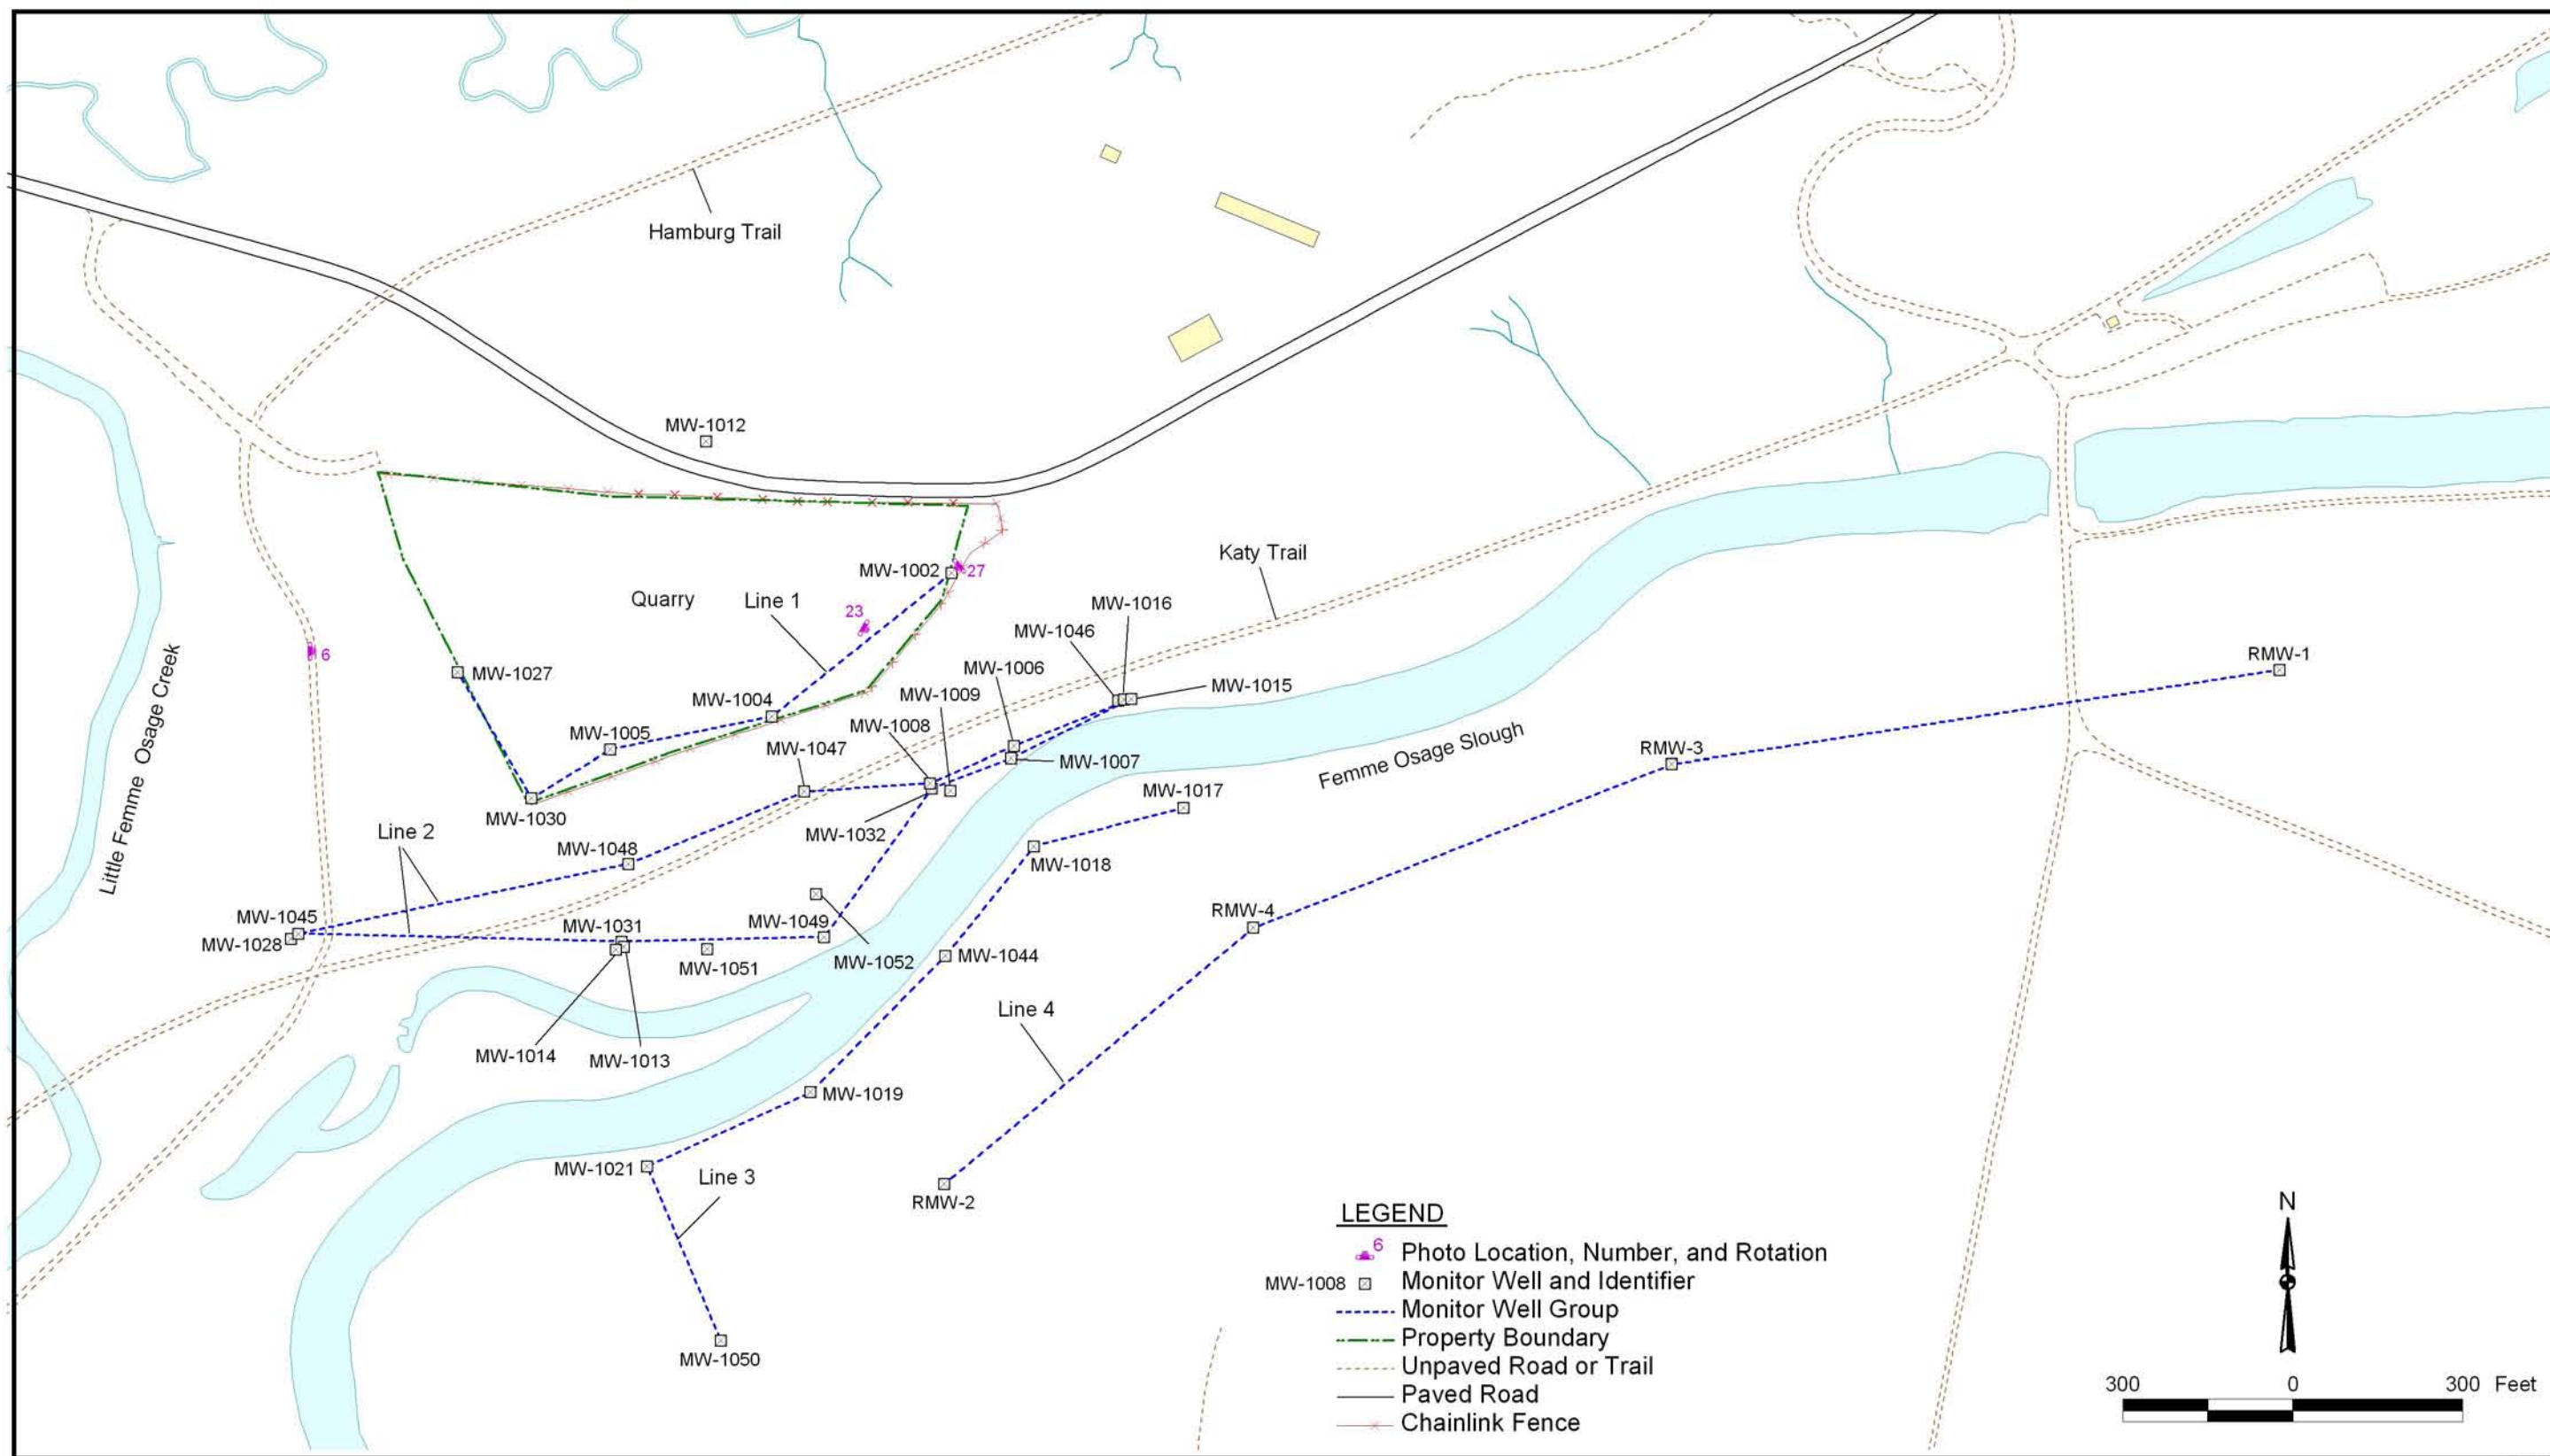 Hamburg Trail
MW-1012
Katy Trail
MW-1002
27
Quarry
Line 1
23
MW-1016
MW-1046
6
MW-1006
RMW-1
MW-1027
MW-1009
MW-1015
MW-1004
MW-1008
MW-1005
MW-1047
Little Femme Osage Creek
Femme Osage Slough
RMW-3
MW-1007
MW-1017
MW-1030
Line 2
MW-1032
MW-1048
MW-1018
RMW-4
MW-1045
MW-1028
MW-1031
MW-1049
MW-1044
MW-1051
MW-1052
Line 4
MW-1014
MW-1013
MW-1019
MW-1021
Line 3
RMW-2
MW-1050
LEGEND
6 Photo Location, Number, and Rotation
MW-1008 Monitor Well and Identifier
Monitor Well Group
Property Boundary
Unpaved Road or Trail
Paved Road
Chainlink Fence
N
300 0 300 Feet